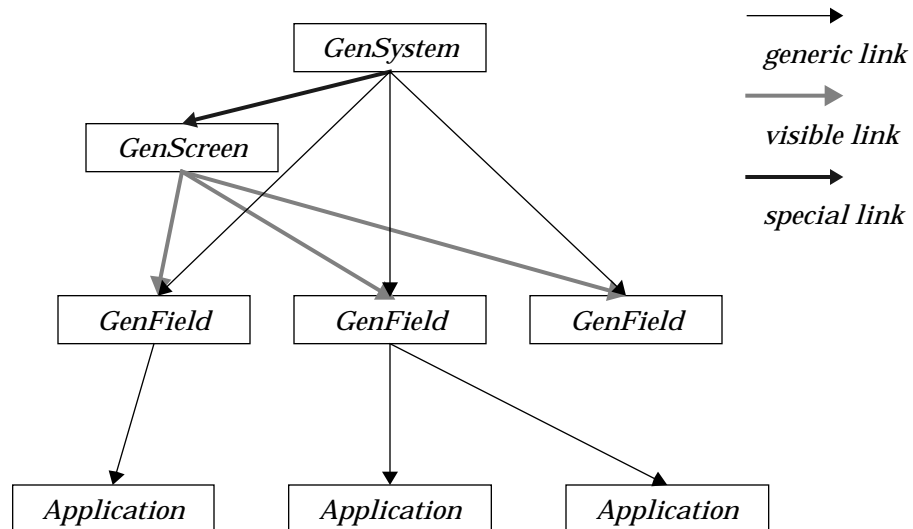 GenSystem
GenScreen
GenField
GenField
GenField
Application
Application
Application
generic link
visible link
special link